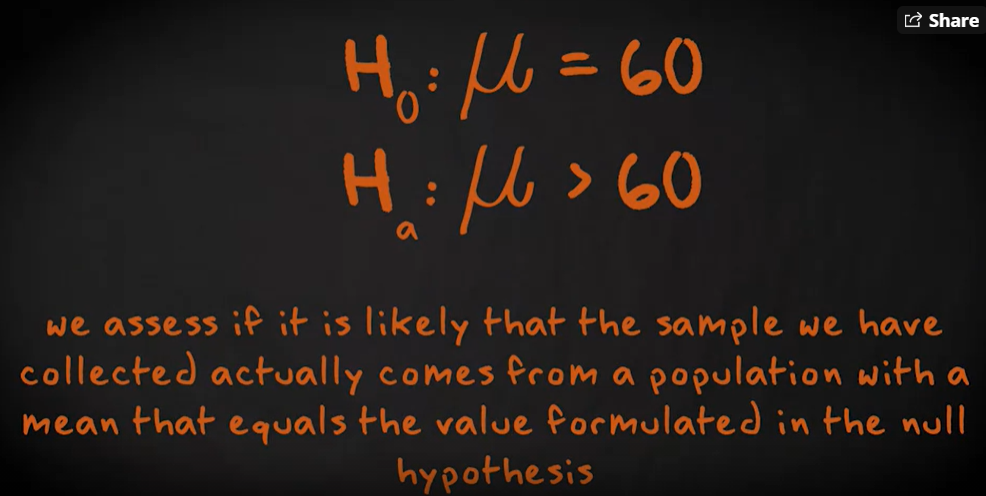 Share
H₀: μ = 60
Hₐ: μ > 60
we assess if it is likely that the sample we have
collected actually comes from a population with a
mean that equals the value formulated in the null
hypothesis